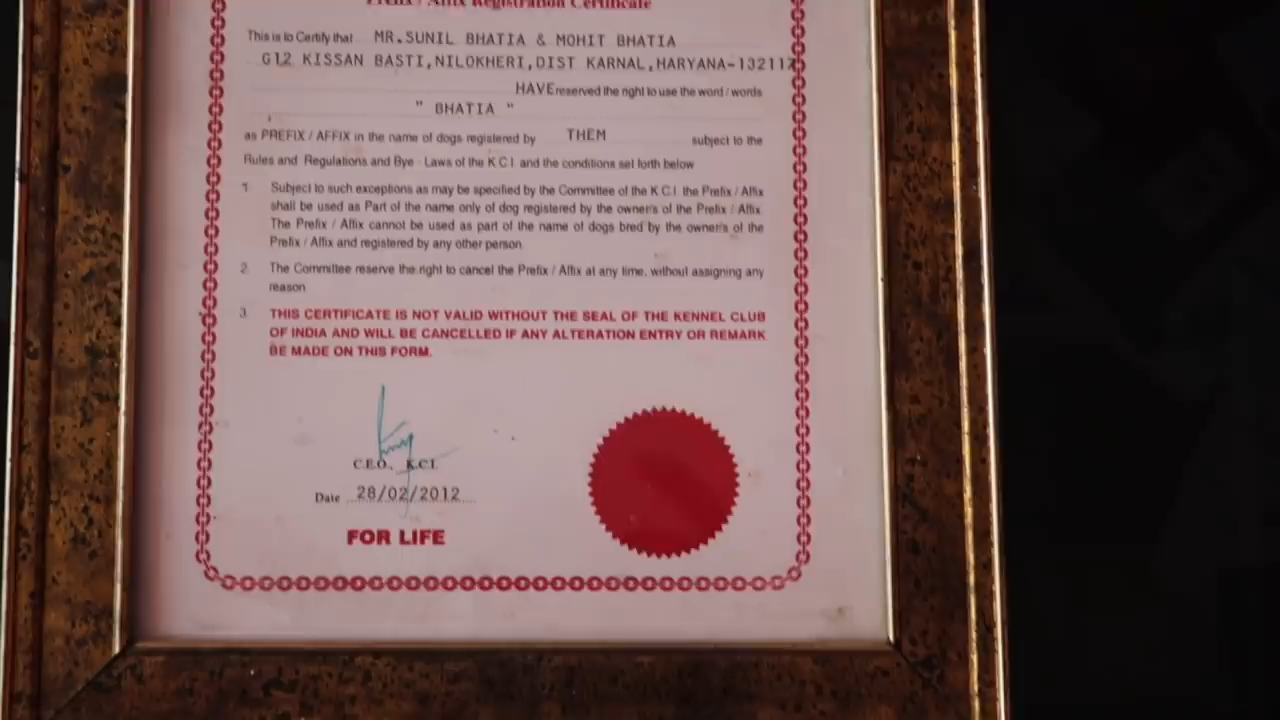 Prefix / Affix Registration Certificate
This is to Certify that MR.SUNIL BHATIA & MOHIT BHATIA
G12 KISSAN BASTI,NILOKHERI,DIST KARNAL,HARYANA-132117
HAVE reserved the right to use the word / words
" BHATIA "
as PREFIX / AFFIX in the name of dogs registered by THEM subject to the
Rules and Regulations and Bye - Laws of the K.C.I. and the conditions set forth below
1. Subject to such exceptions as may be specified by the Committee of the K.C.I. the Prefix / Affix
shall be used as Part of the name only of dog registered by the owner's of the Prefix / Affix.
The Prefix / Affix cannot be used as part of the name of dogs bred by the owner's of the
Prefix / Affix and registered by any other person.
2. The Committee reserve the right to cancel the Prefix / Affix at any time, without assigning any
reason
3. THIS CERTIFICATE IS NOT VALID WITHOUT THE SEAL OF THE KENNEL CLUB
OF INDIA AND WILL BE CANCELLED IF ANY ALTERATION ENTRY OR REMARK
BE MADE ON THIS FORM.
C.E.O., K.C.I.
Date 28/02/2012
FOR LIFE